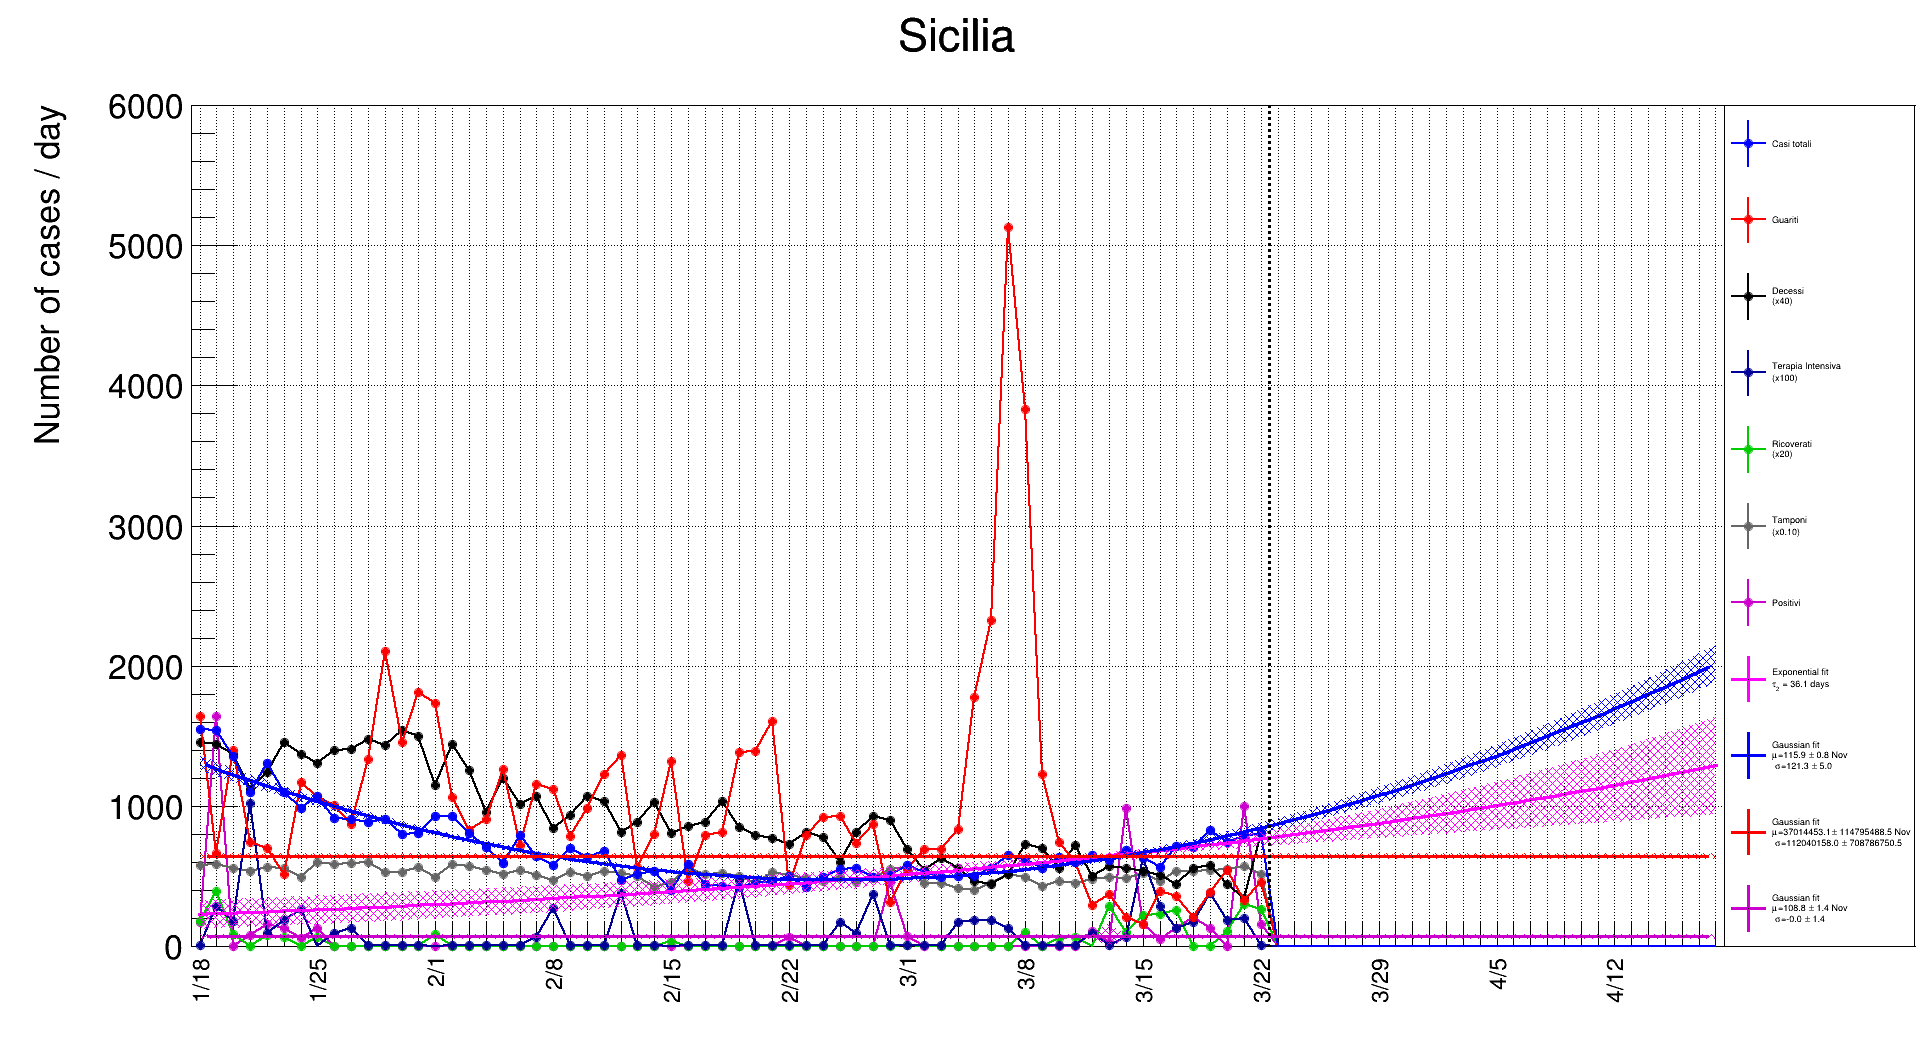 Sicilia
Number of cases / day
6000
5000
4000
3000
2000
1000
0
1/18
1/25
2/1
2/8
2/15
2/22
3/1
3/8
3/15
3/22
3/29
4/5
4/12
Casi totali
Guariti
Decessi
(x40)
Terapia Intensiva
(x100)
Ricoverati
(x20)
Tamponi
(x0.10)
Positivi
Exponential fit
τ₂ = 36.1 days
Gaussian fit
μ=115.9 ± 0.8 Nov
σ=121.3 ± 5.0
Gaussian fit
μ=37014453.1± 114795488.5 Nov
σ=112040158.0 ± 708786750.5
Gaussian fit
μ=108.8 ± 1.4 Nov
σ=-0.0 ± 1.4